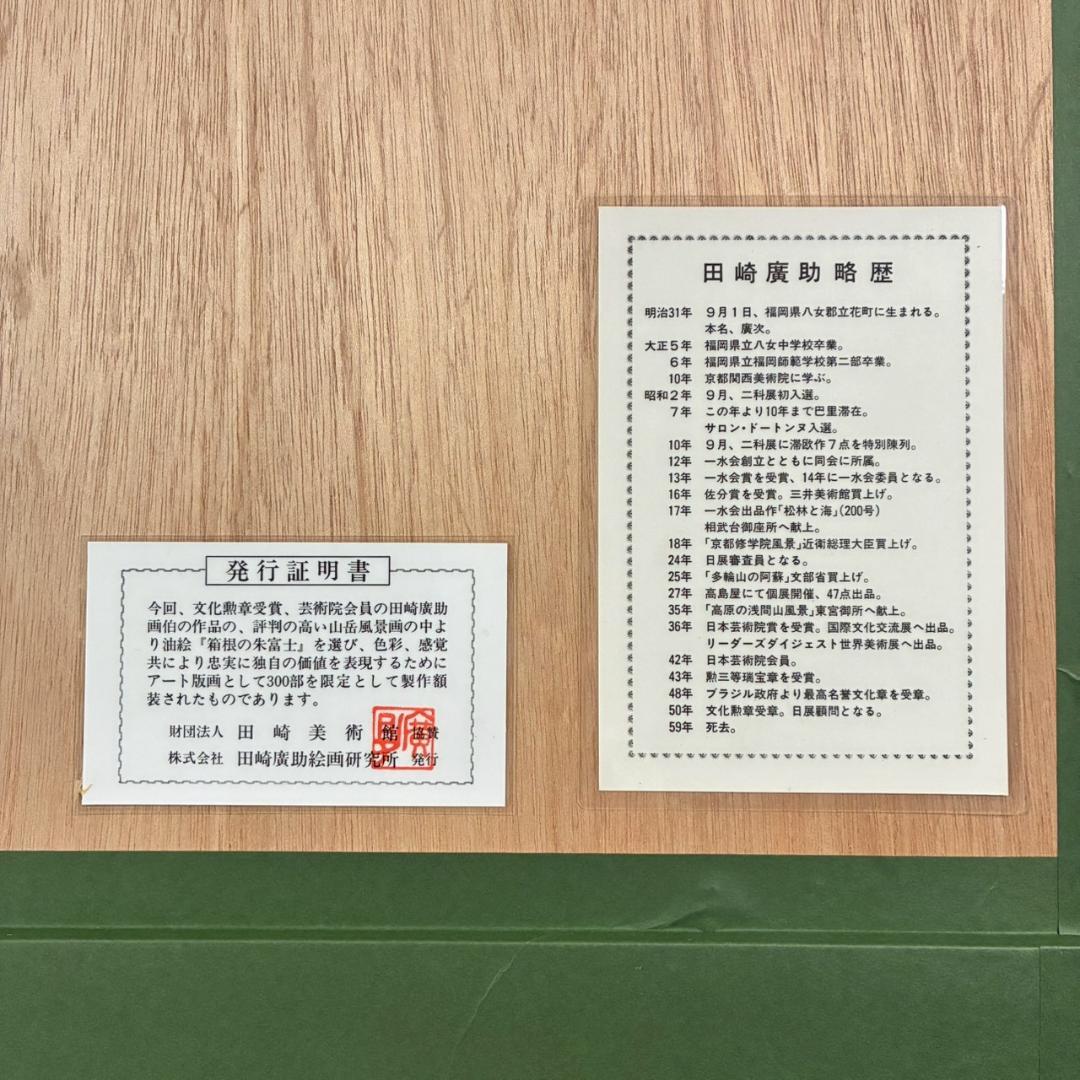 発行証明書
今回、文化勲章受賞、芸術院会員の田崎廣助
画伯の作品の、評判の高い山岳風景画の中よ
り油絵『箱根の朱富士』を選び、色彩、感覚
共により忠実に独自の価値を表現するために
アート版画として300部を限定として製作額
装されたものであります。
財団法人 田崎美術館 協賛
株式会社 田崎廣助絵画研究所 発行
田崎廣助略歴
明治31年 9月1日、福岡県八女郡立花町に生まれる。
本名、廣次。
大正5年 福岡県立八女中学校卒業。
6年 福岡県立福岡師範学校第二部卒業。
10年 京都関西美術院に学ぶ。
昭和2年 9月、二科展初入選。
7年 この年より10年まで巴里滞在。
サロン・ドートンヌ入選。
10年 9月、二科展に滞欧作7点を特別陳列。
12年 一水会創立とともに同会に所属。
13年 一水会賞を受賞、14年に一水会委員となる。
16年 佐分賞を受賞。三井美術館買上げ。
17年 一水会出品作「松林と海」(200号)
相武台御座所へ献上。
18年 「京都修学院風景」近衛総理大臣買上げ。
24年 日展審査員となる。
25年 「多輪山の阿蘇」文部省買上げ。
27年 高島屋にて個展開催、47点出品。
35年 「高原の浅間山風景」東宮御所へ献上。
36年 日本芸術院賞を受賞。国際文化交流展へ出品。
リーダーズダイジェスト世界美術展へ出品。
42年 日本芸術院会員。
43年 勲三等瑞宝章を受賞。
48年 ブラジル政府より最高名誉文化章を受章。
50年 文化勲章受章。日展顧問となる。
59年 死去。